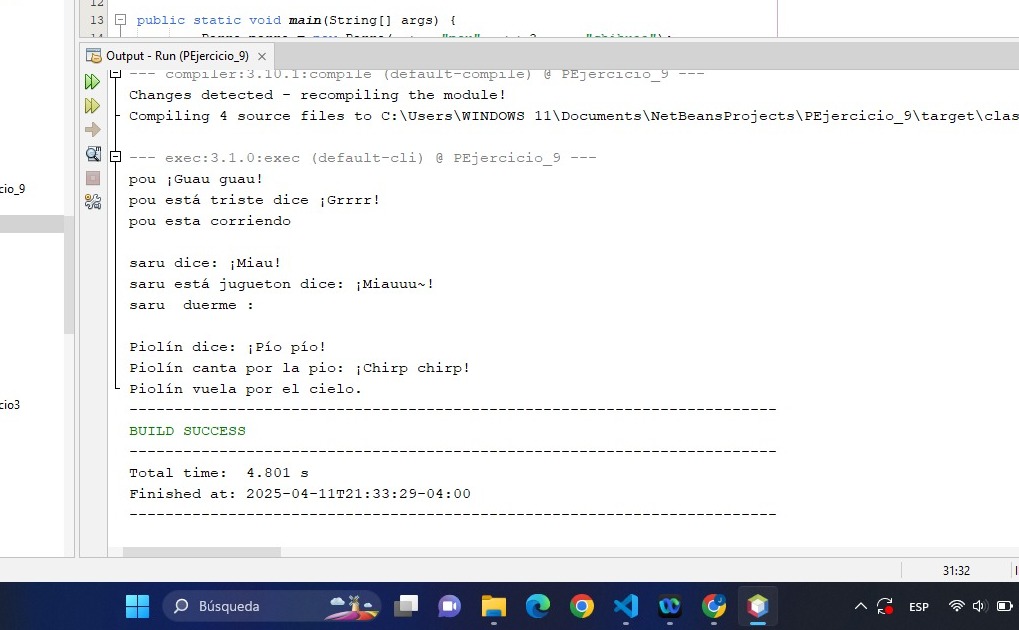 12
13 public static void main(String[] args) {
14
Output - Run (PEjercicio_9) ×
--- compiler:3.10.1:compile (default-compile) @ PEjercicio_9 ---
Changes detected - recompiling the module!
Compiling 4 source files to C:\Users\WINDOWS 11\Documents\NetBeansProjects\PEjercicio_9\target\clas
--- exec:3.1.0:exec (default-cli) @ PEjercicio_9 ---
pou ¡Guau guau!
cio_9
pou está triste dice ¡Grrrr!
pou esta corriendo
saru dice: ¡Miau!
saru está jugueton dice: ¡Miauuu~!
saru  duerme :
Piolín dice: ¡Pío pío!
Piolín canta por la pio: ¡Chirp chirp!
Piolín vuela por el cielo.
cio3
------------------------------------------------------------------------
BUILD SUCCESS
------------------------------------------------------------------------
Total time:  4.801 s
Finished at: 2025-04-11T21:33:29-04:00
------------------------------------------------------------------------
31:32
Búsqueda
ESP